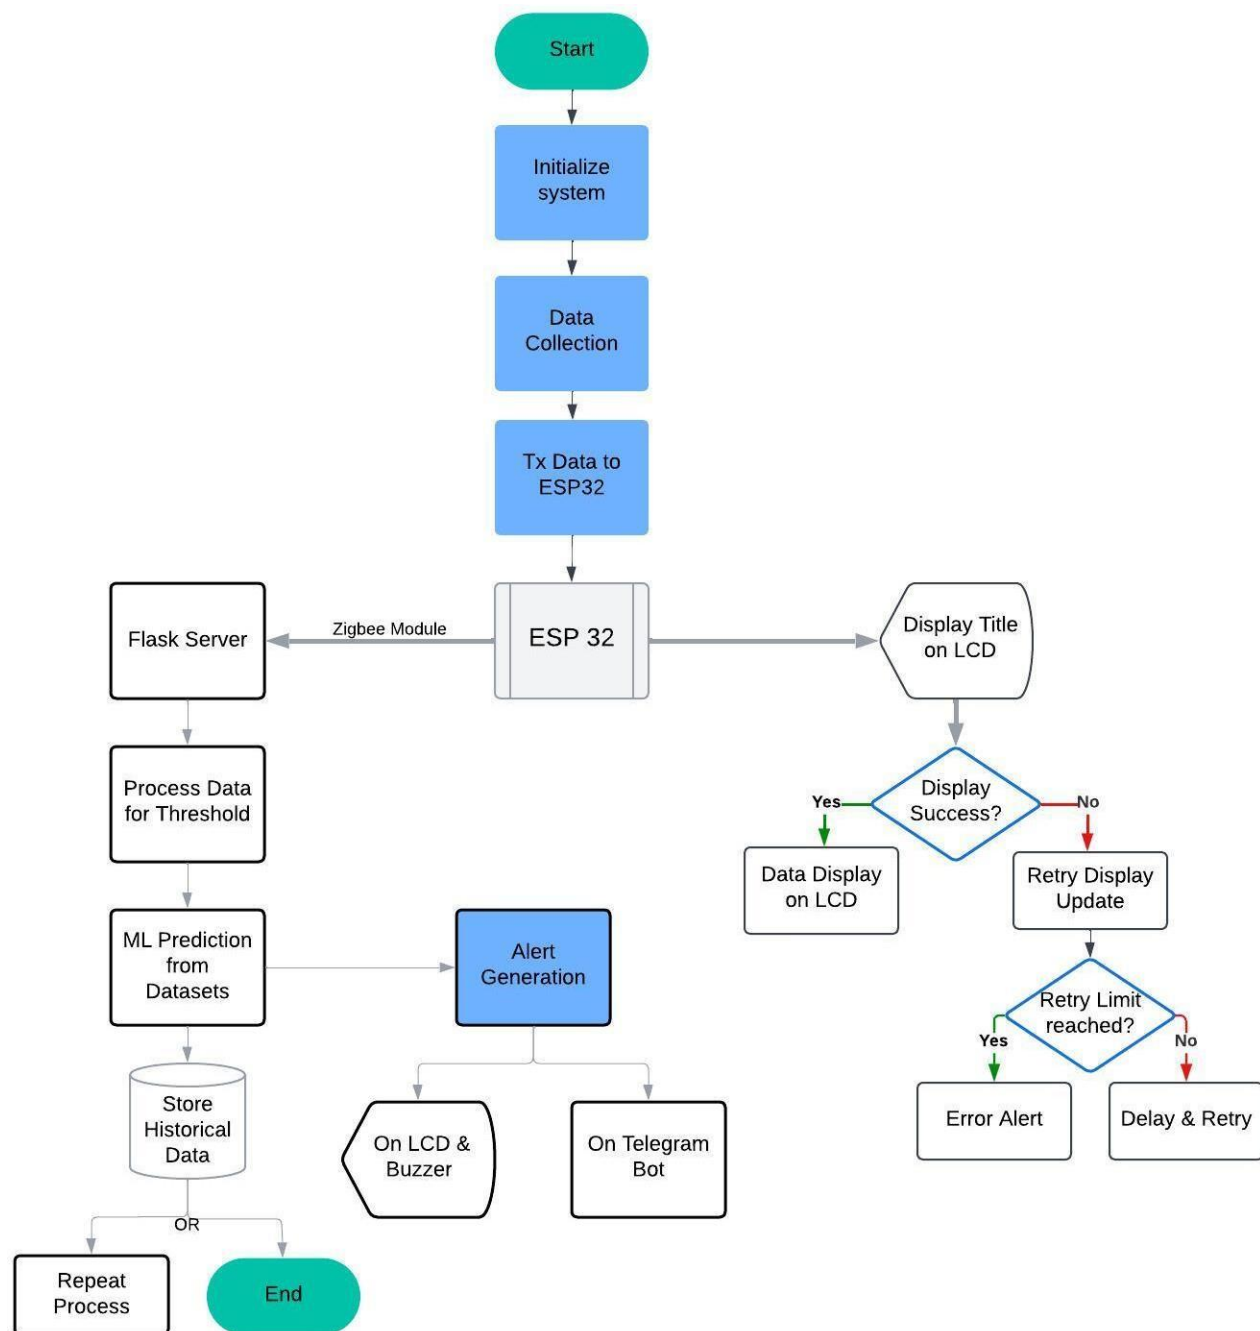 Start
Initialize
system
Data
Collection
Tx Data to
ESP32
Flask Server
Zigbee Module
ESP 32
Display Title
on LCD
Process Data
for Threshold
Display
Success?
Yes
No
Data Display
on LCD
Retry Display
Update
ML Prediction
from
Datasets
Alert
Generation
Retry Limit
reached?
Yes
No
Store
Historical
Data
On LCD &
Buzzer
On Telegram
Bot
Error Alert
Delay & Retry
OR
Repeat
Process
End